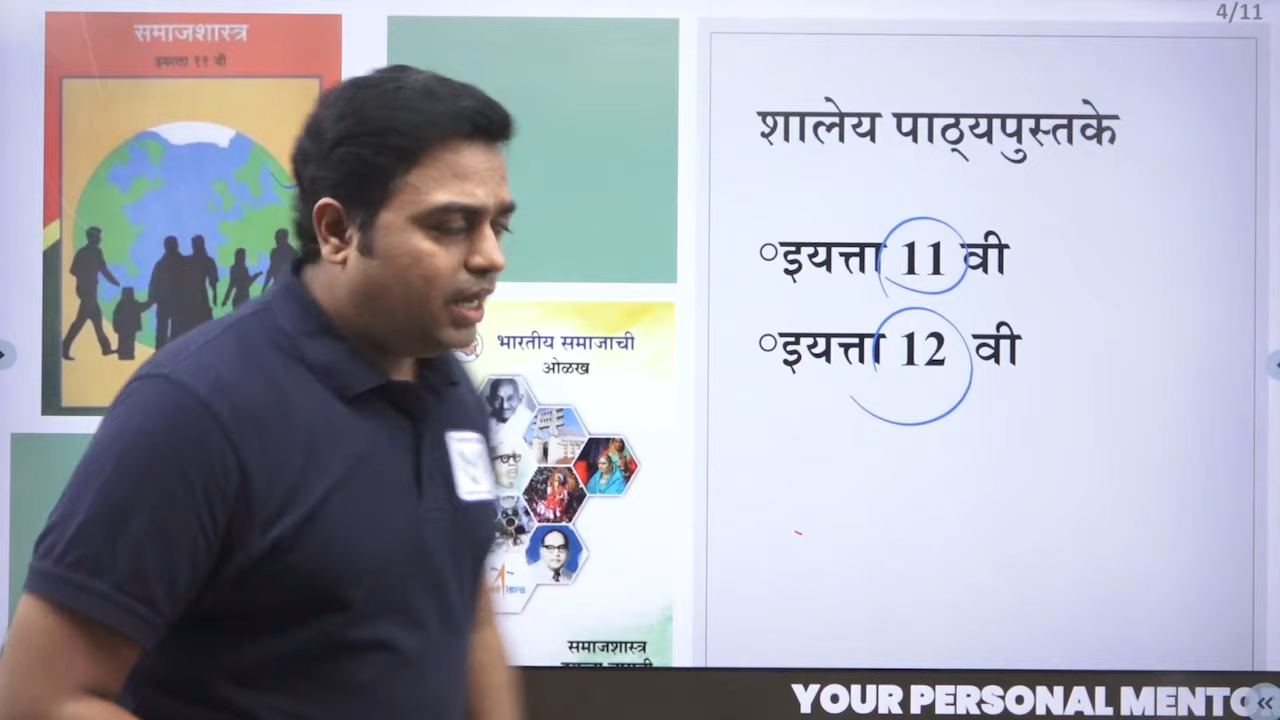 4/11
समाजशास्त्र
इयत्ता ११ वी
शालेय पाठ्यपुस्तके
इयत्ता 11 वी
इयत्ता 12 वी
भारतीय समाजाची
ओळख
समाजशास्त्र
YOUR PERSONAL